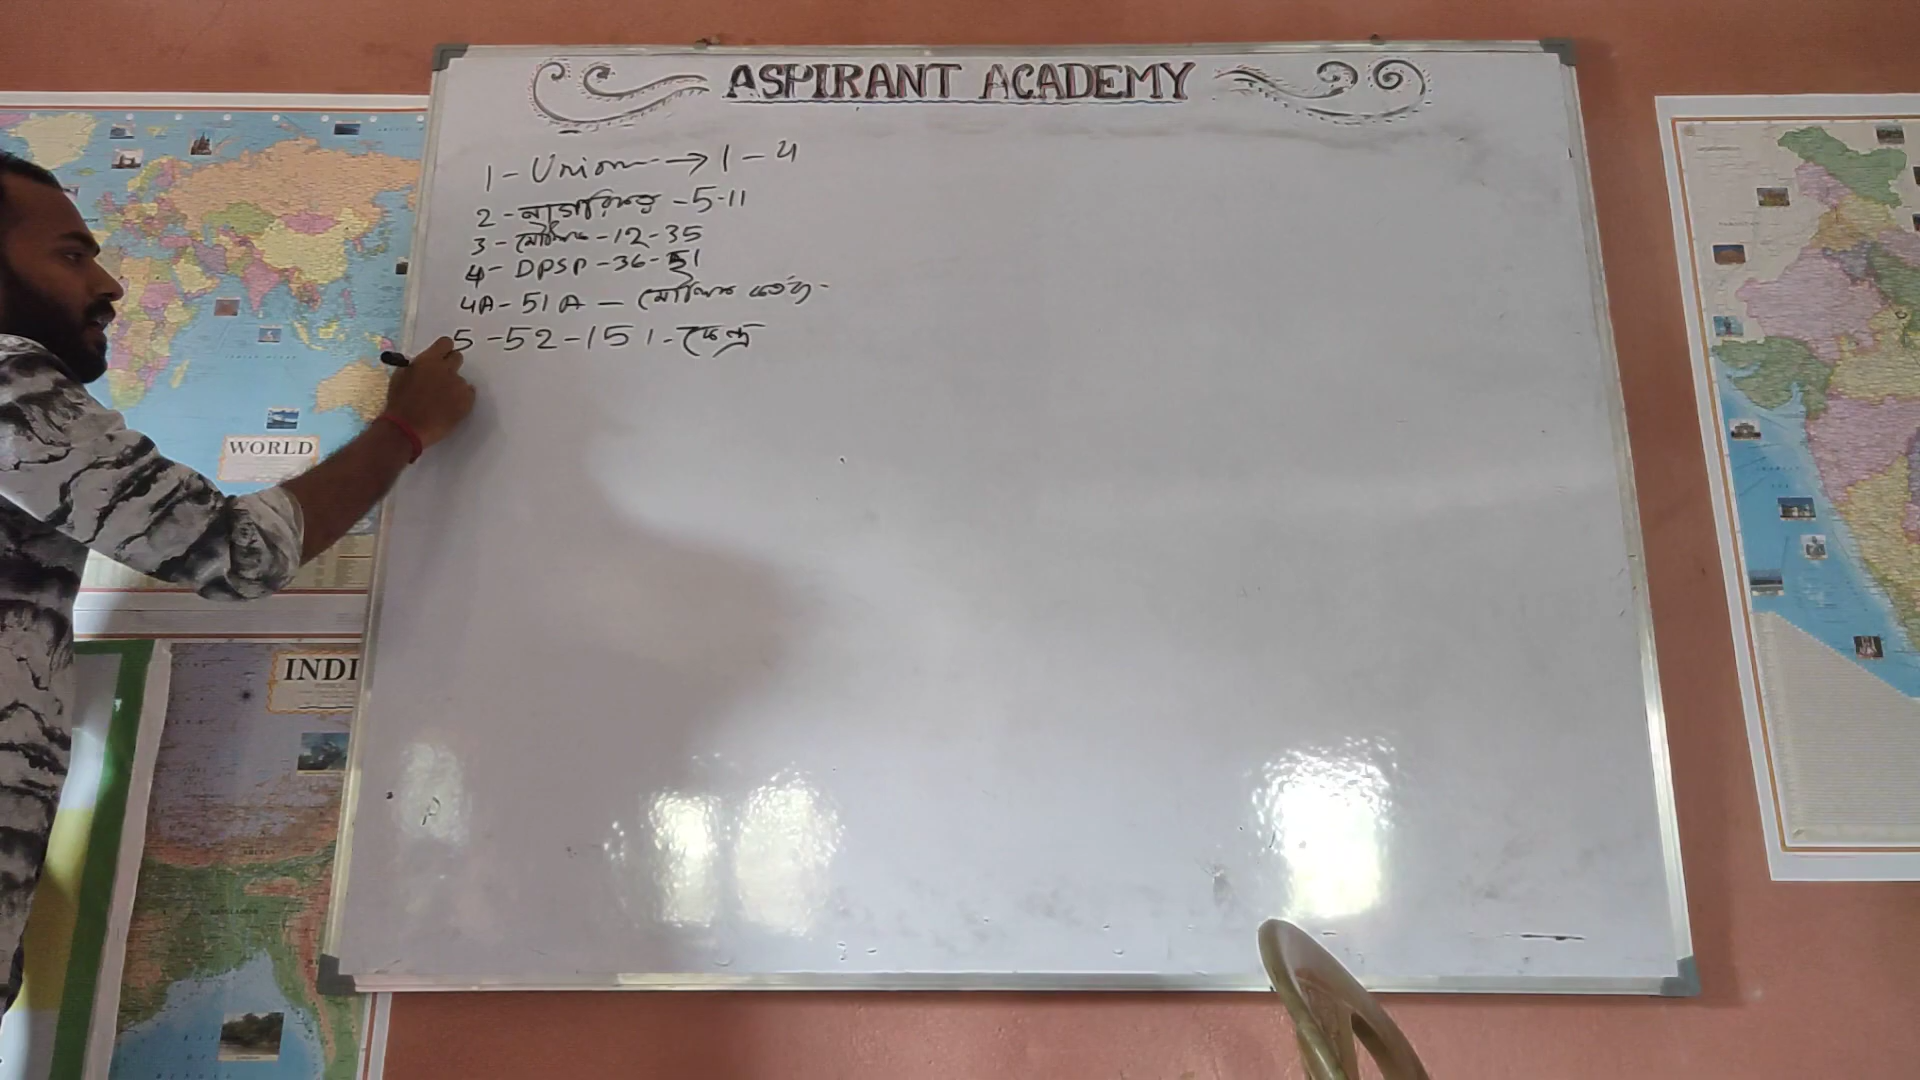 ASPIRANT ACADEMY
1 - Union → 1 - 4
2 - নাগরিকত্ব - 5-11
3 - মৌলিক - 12-35
4 - DPSP - 36-51
4A - 51A - মৌলিক কর্তব্য -
5 - 52 - 151 - কেন্দ্র
WORLD
INDI